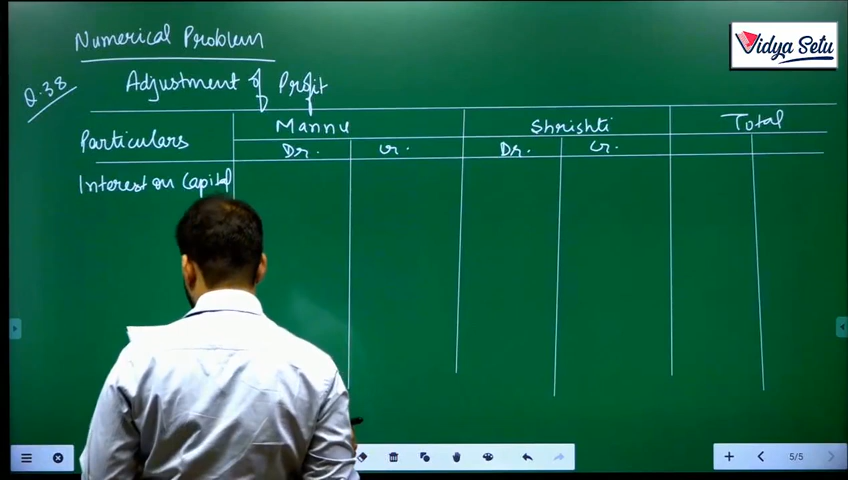 Numerical Problem
Vidya Setu
Q.38
Adjustment of Profit
Particulars Mannu Shrishti Total
Dr. Cr. Dr. Cr.
Interest on Capital
5/5